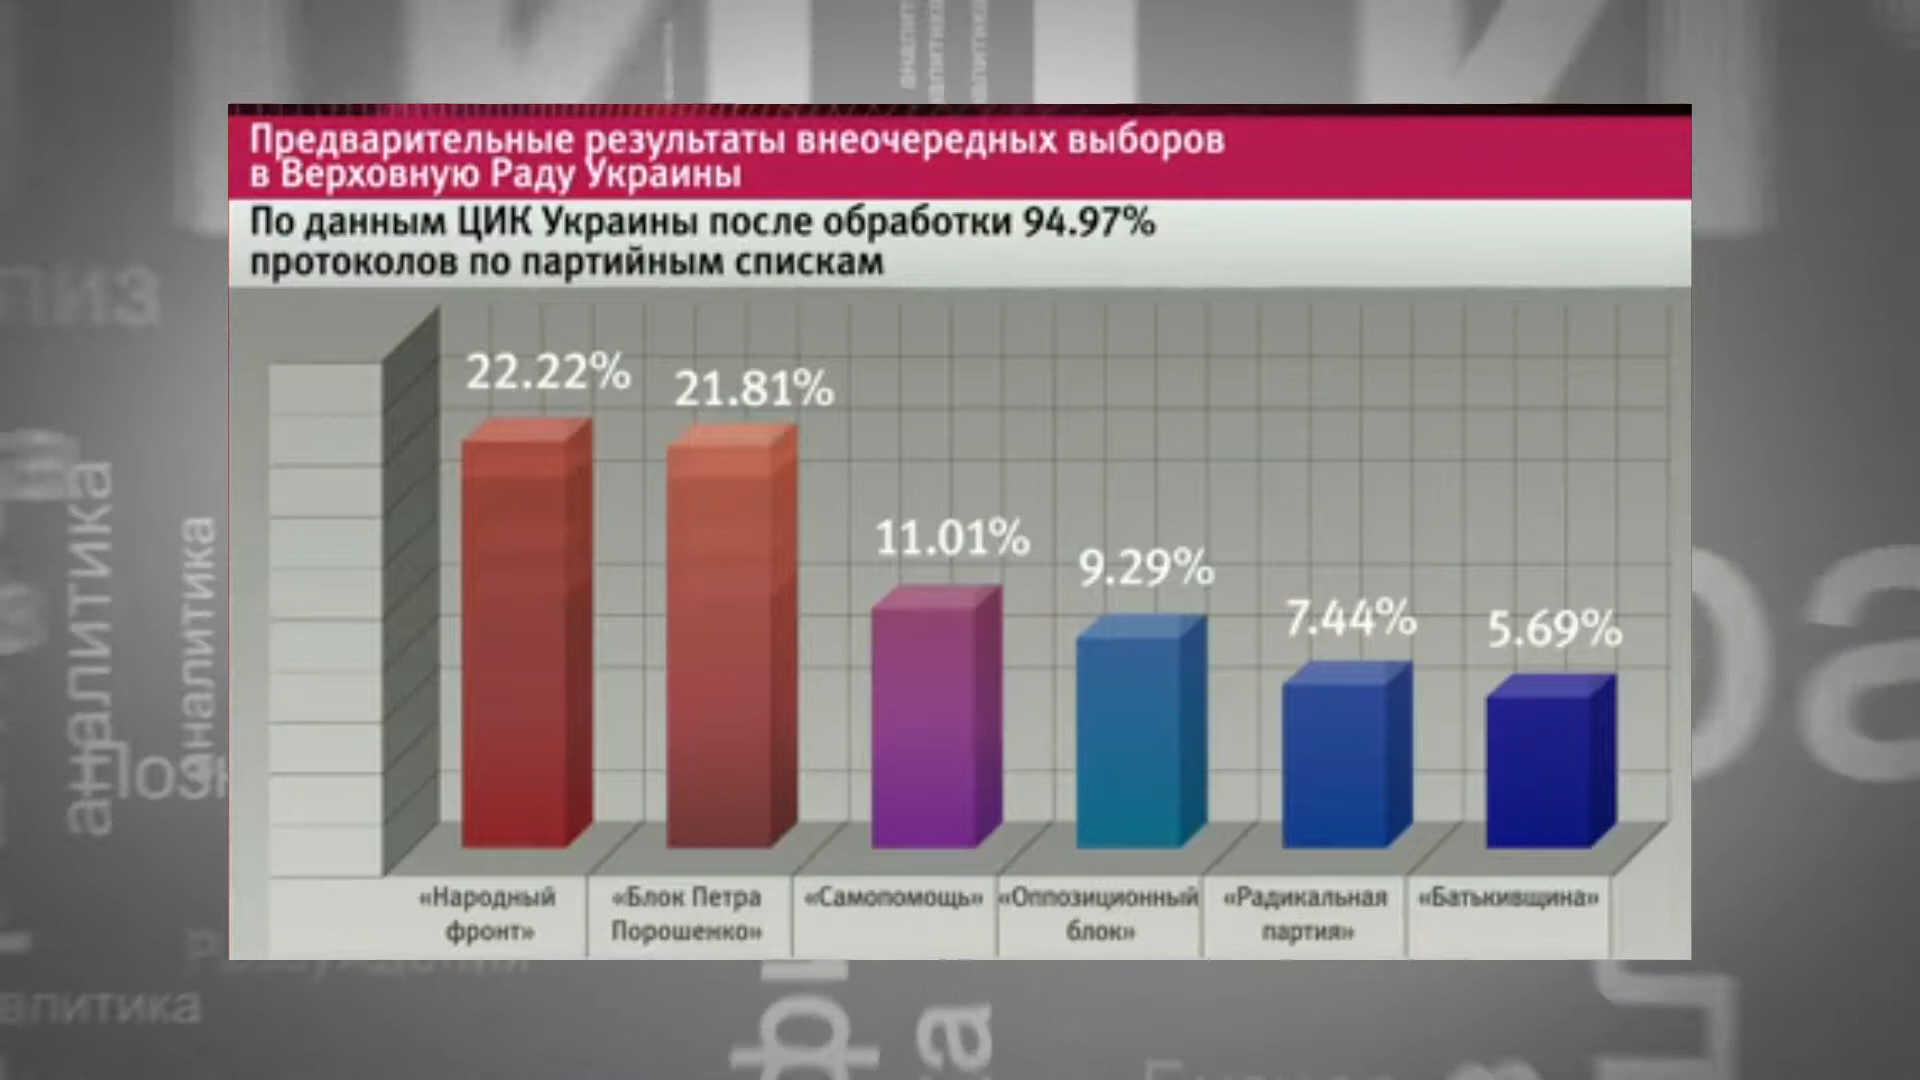 Предварительные результаты внеочередных выборов
в Верховную Раду Украины
По данным ЦИК Украины после обработки 94.97%
протоколов по партийным спискам
22.22%
21.81%
11.01%
9.29%
7.44%
5.69%
«Народный
фронт»
«Блок Петра
Порошенко»
«Самопомощь»
«Оппозиционный
блок»
«Радикальная
партия»
«Батькивщина»
аналитика
аналитика